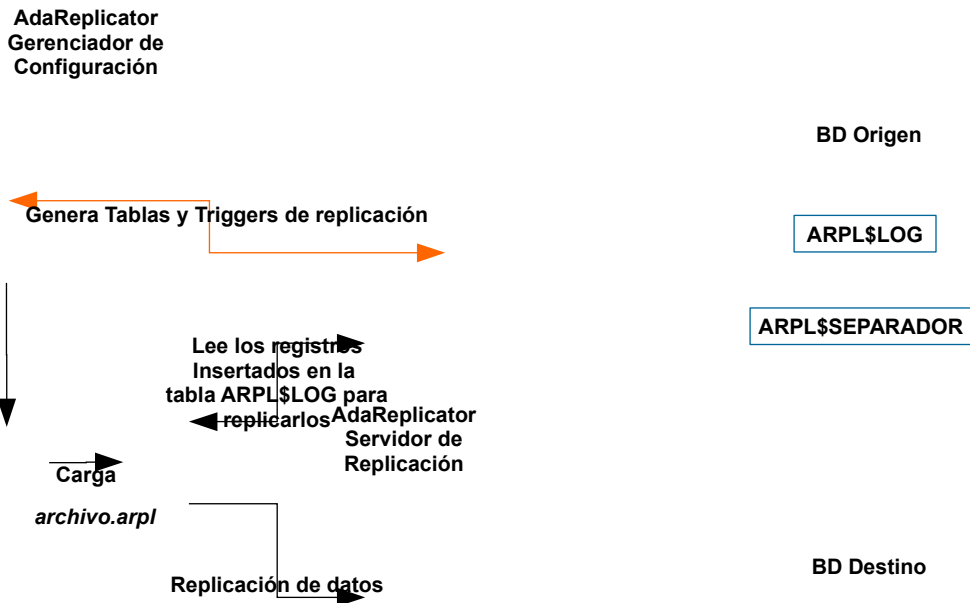 AdaReplicator
Gerenciador de
Configuración
BD Origen
Genera Tablas y Triggers de replicación
ARPL$LOG
ARPL$SEPARADOR
Lee los registros
Insertados en la
tabla ARPL$LOG para
replicarlos
AdaReplicator
Servidor de
Replicación
Carga
archivo.arpl
BD Destino
Replicación de datos